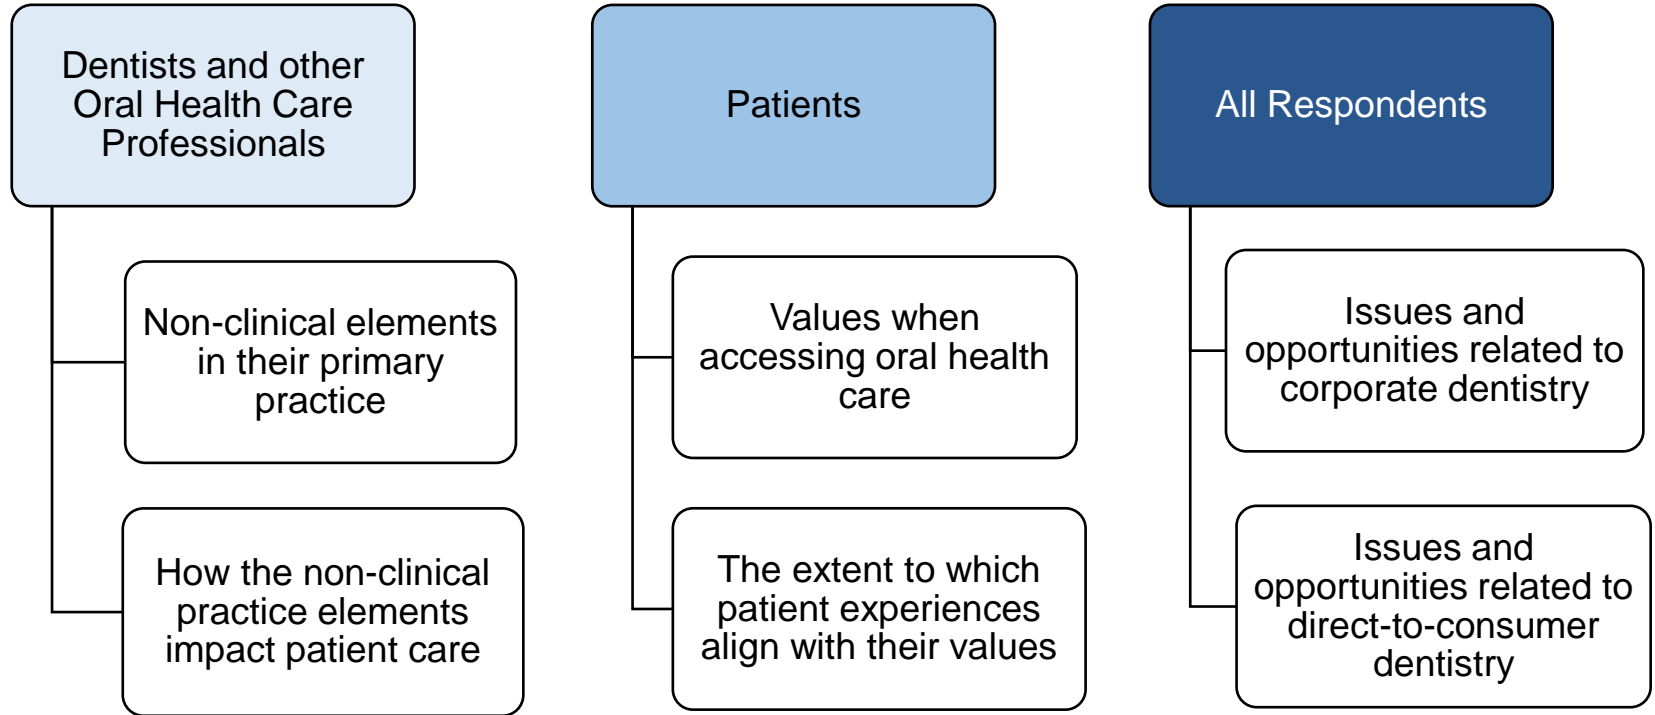 Dentists and other
Oral Health Care
Professionals
Non-clinical elements
in their primary
practice
How the non-clinical
practice elements
impact patient care
Patients
Values when
accessing oral health
care
The extent to which
patient experiences
align with their values
All Respondents
Issues and
opportunities related to
corporate dentistry
Issues and
opportunities related to
direct-to-consumer
dentistry